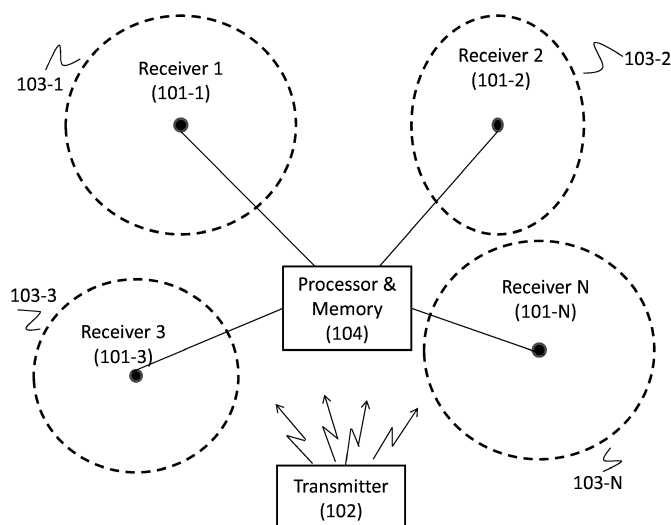 Receiver 1
(101-1)
103-1
Receiver 2
(101-2)
103-2
Processor &
Memory
(104)
103-3
Receiver 3
(101-3)
Receiver N
(101-N)
103-N
Transmitter
(102)